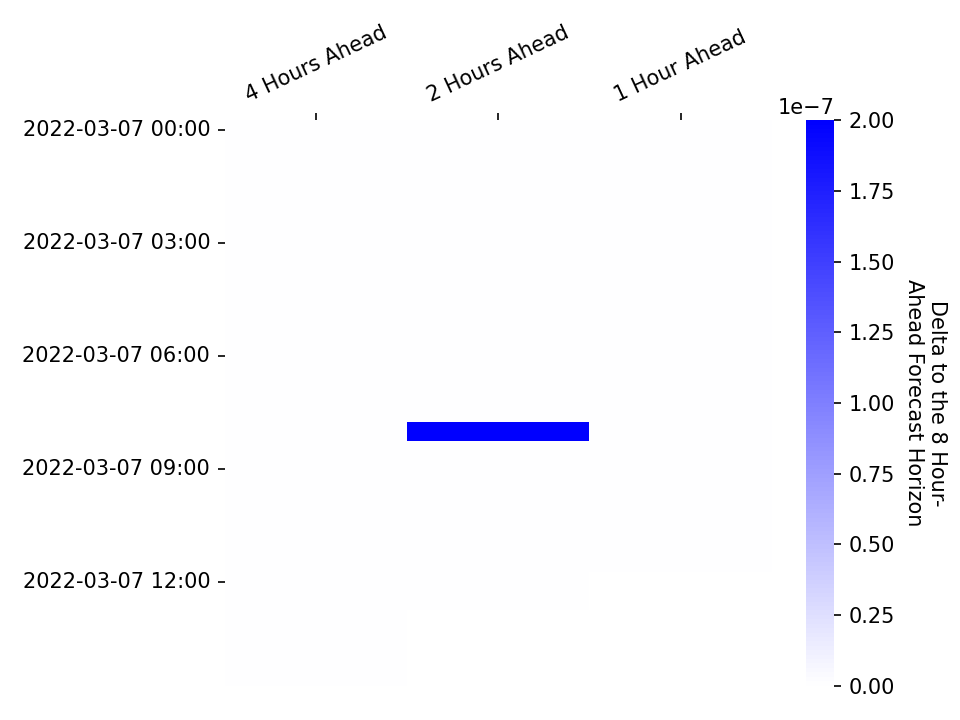 4 Hours Ahead
2 Hours Ahead
1 Hour Ahead
2022-03-07 00:00
2022-03-07 03:00
2022-03-07 06:00
2022-03-07 09:00
2022-03-07 12:00
1e−7
2.00
1.75
1.50
1.25
1.00
0.75
0.50
0.25
0.00
Delta to the 8 Hour-
Ahead Forecast Horizon